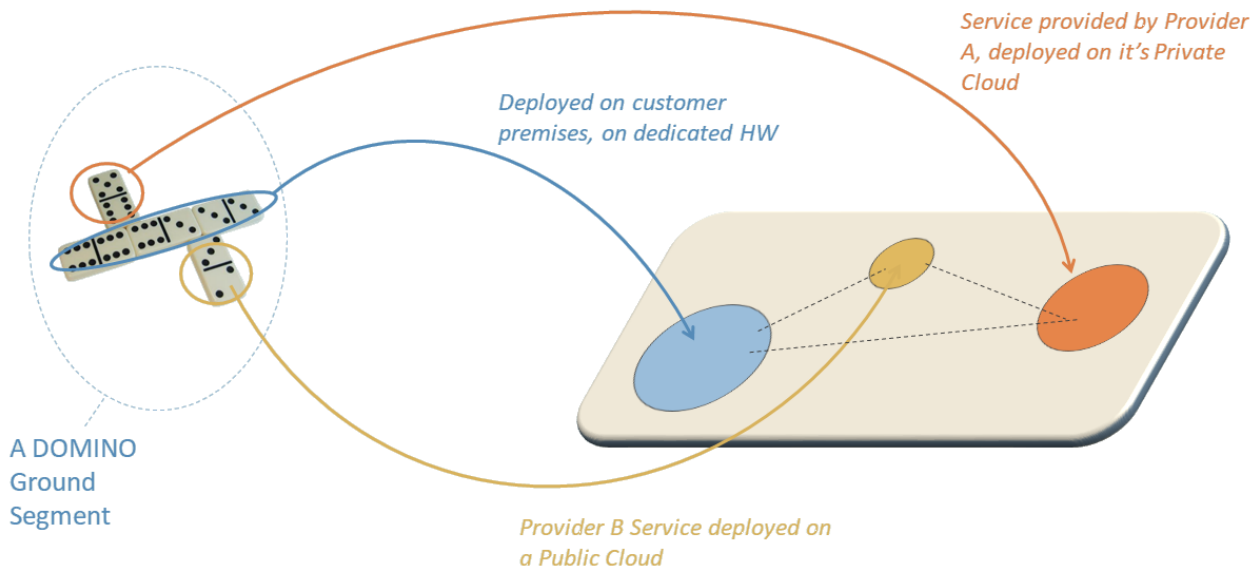 Service provided by Provider
A, deployed on it's Private
Cloud
Deployed on customer
premises, on dedicated HW
A DOMINO
Ground
Segment
Provider B Service deployed on
a Public Cloud